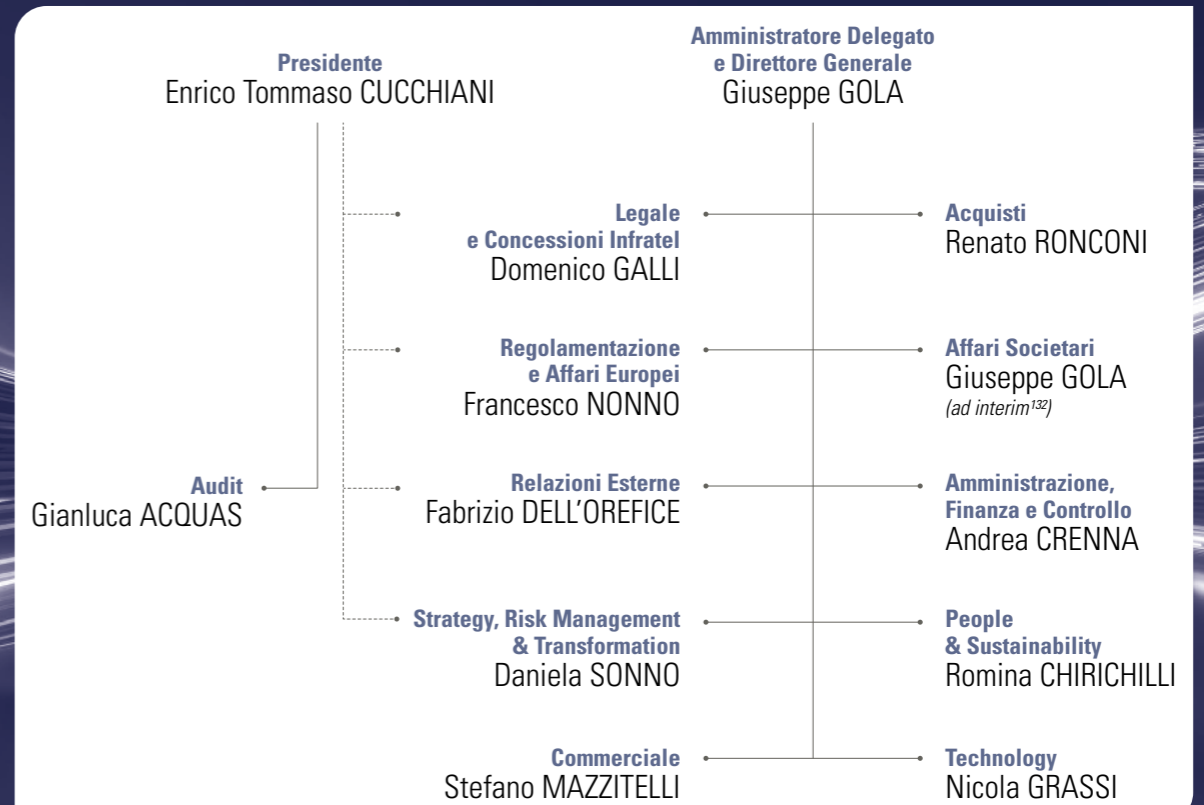 Presidente
Enrico Tommaso CUCCHIANI
Amministratore Delegato
e Direttore Generale
Giuseppe GOLA
Legale
e Concessioni Infratel
Domenico GALLI
Acquisti
Renato RONCONI
Regolamentazione
e Affari Europei
Francesco NONNO
Affari Societari
Giuseppe GOLA
(ad interim¹³²)
Audit
Gianluca ACQUAS
Relazioni Esterne
Fabrizio DELL’OREFICE
Amministrazione,
Finanza e Controllo
Andrea CRENNA
Strategy, Risk Management
& Transformation
Daniela SONNO
People
& Sustainability
Romina CHIRICHILLI
Commerciale
Stefano MAZZITELLI
Technology
Nicola GRASSI